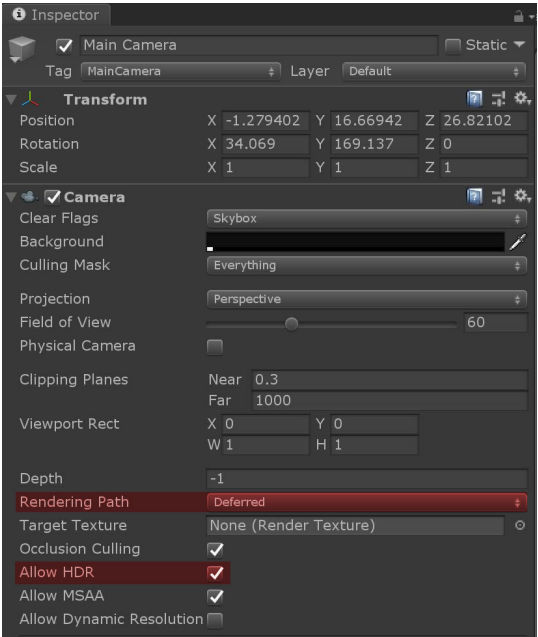 Inspector
Main Camera Static
Tag MainCamera Layer Default
Transform
Position X -1.279402 Y 16.66942 Z 26.82102
Rotation X 34.069 Y 169.137 Z 0
Scale X 1 Y 1 Z 1
Camera
Clear Flags Skybox
Background
Culling Mask Everything
Projection Perspective
Field of View 60
Physical Camera
Clipping Planes Near 0.3
Far 1000
Viewport Rect X 0 Y 0
W 1 H 1
Depth -1
Rendering Path Deferred
Target Texture None (Render Texture)
Occlusion Culling
Allow HDR
Allow MSAA
Allow Dynamic Resolution